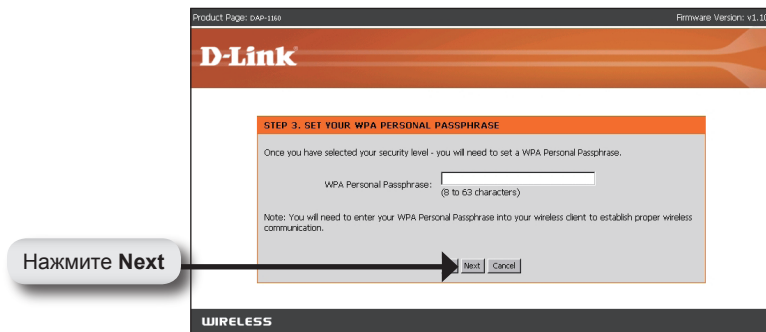 Product Page: DAP-1160 Firmware Version: v1.10
D-Link
STEP 3. SET YOUR WPA PERSONAL PASSPHRASE
Once you have selected your security level - you will need to set a WPA Personal Passphrase.
WPA Personal Passphrase:
(8 to 63 characters)
Note: You will need to enter your WPA Personal Passphrase into your wireless client to establish proper wireless
communication.
Нажмите Next
Next Cancel
WIRELESS